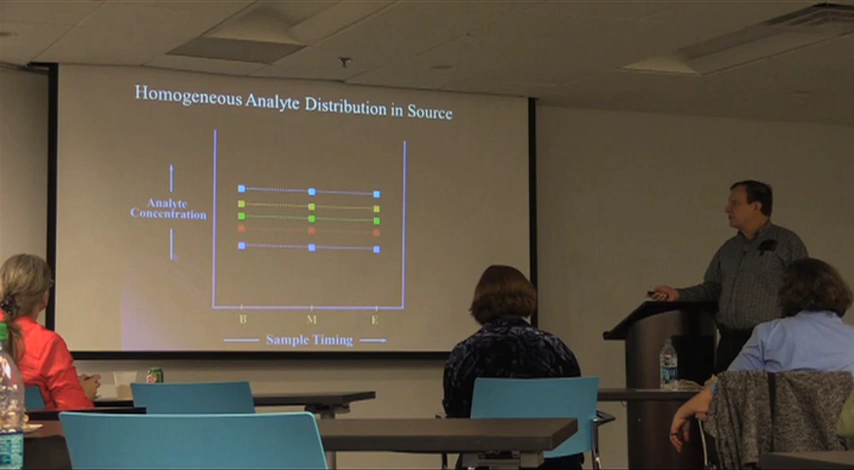 Homogeneous Analyte Distribution in Source
Analyte
Concentration
B M E
Sample Timing